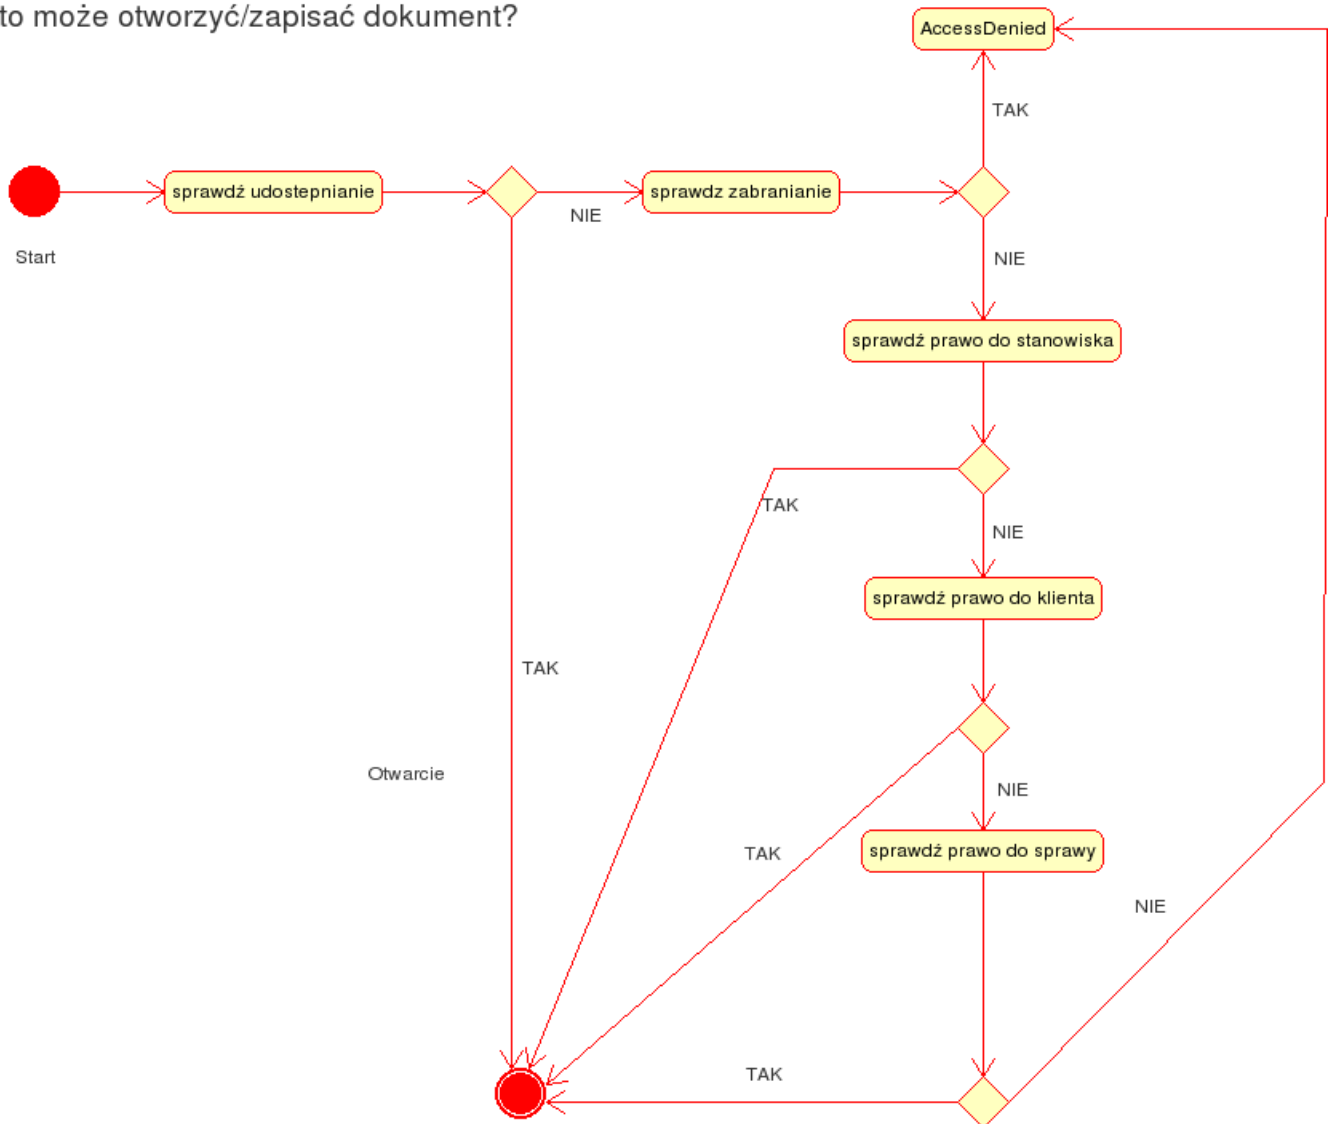 to może otworzyć/zapisać dokument?
AccessDenied
TAK
sprawdź udostepnianie
NIE
sprawdz zabranianie
Start
NIE
sprawdź prawo do stanowiska
TAK
NIE
sprawdź prawo do klienta
TAK
Otwarcie
NIE
TAK
sprawdź prawo do sprawy
NIE
TAK